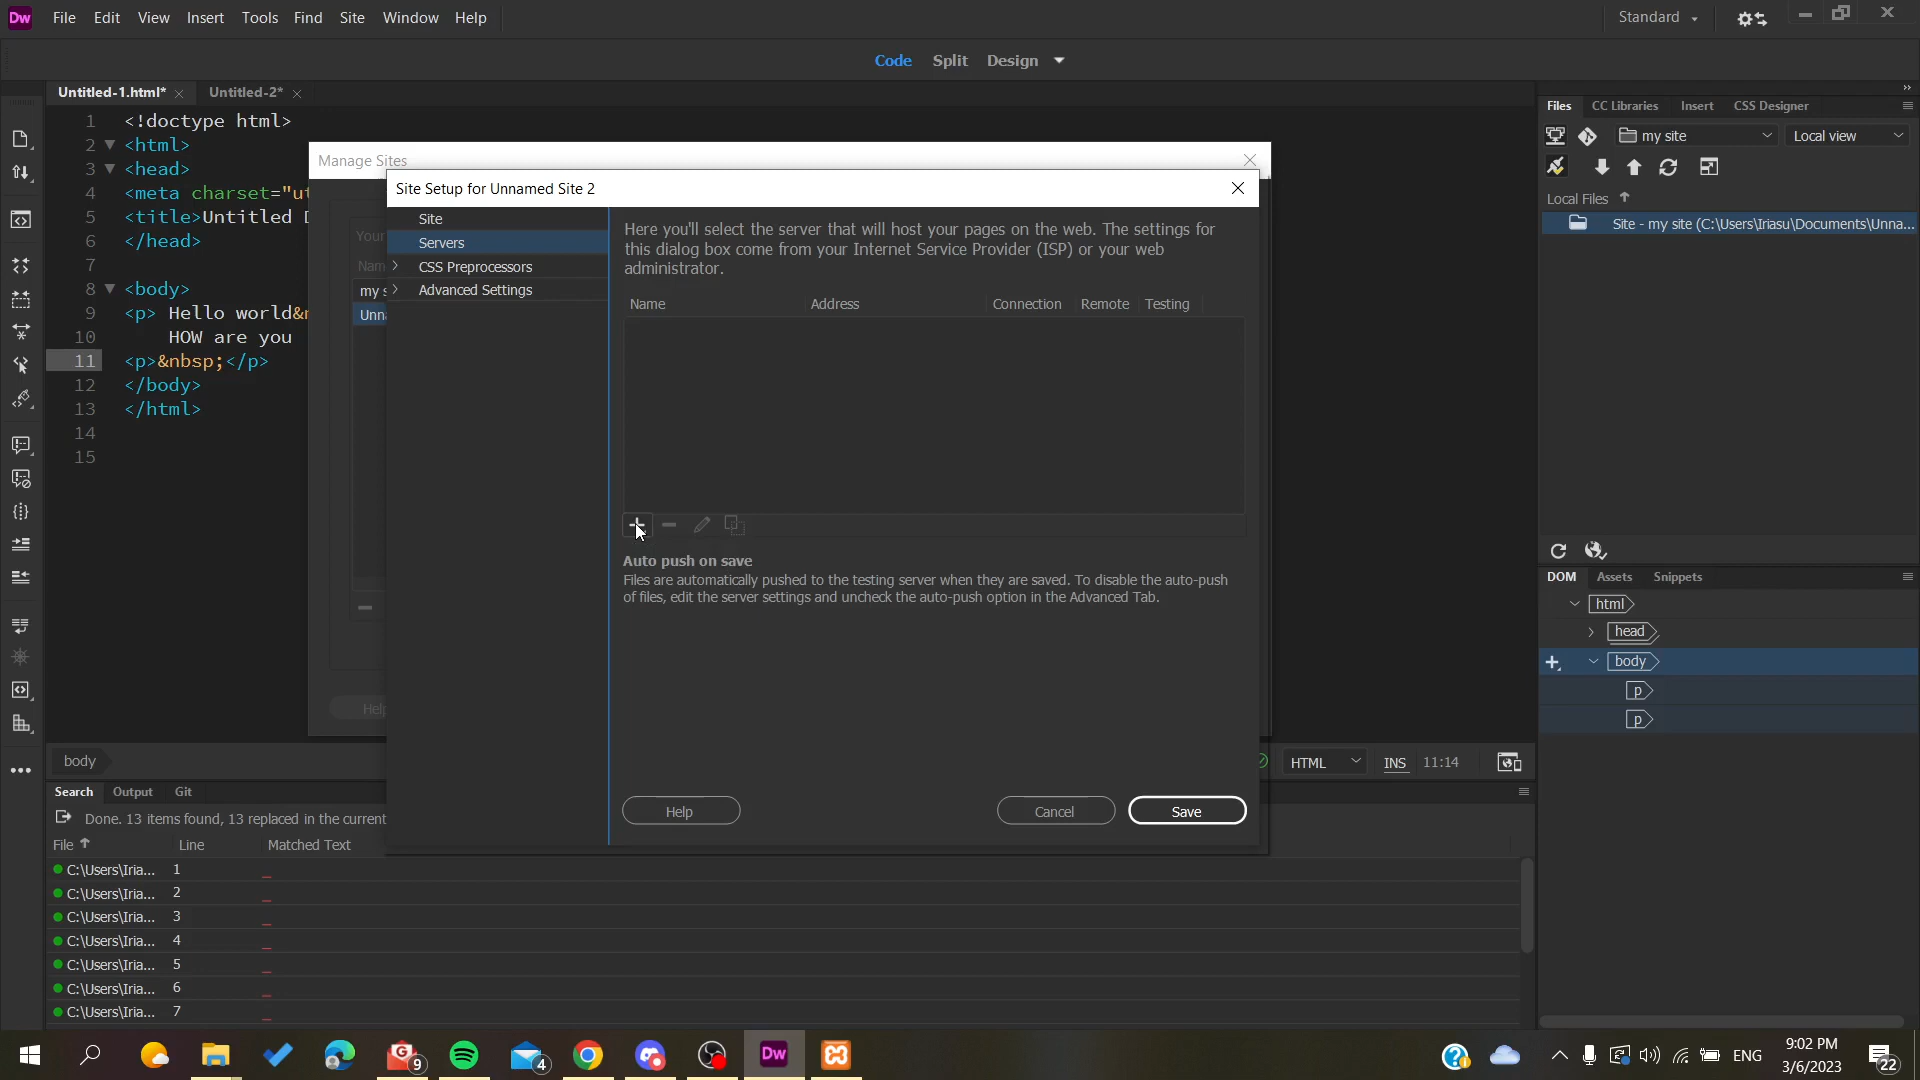 Dw File Edit View Insert Tools Find Site Window Help Standard
Code Split Design
Untitled-1.html* Untitled-2*
Files CC Libraries Insert CSS Designer
my site Local view
Local Files
Site - my site (C:\Users\Iriasu\Documents\Unna...
1 <!doctype html>
2 <html>
3 <head>
4 <meta charset="ut
5 <title>Untitled D
6 </head>
7
8 <body>
9 <p> Hello world&n
10 HOW are you
11 <p>&nbsp;</p>
12 </body>
13 </html>
14
15
Manage Sites
Your
Nam
my s
Unna
Help
Site Setup for Unnamed Site 2
Site
Servers
CSS Preprocessors
Advanced Settings
Here you'll select the server that will host your pages on the web. The settings for
this dialog box come from your Internet Service Provider (ISP) or your web
administrator.
Name Address Connection Remote Testing
Auto push on save
Files are automatically pushed to the testing server when they are saved. To disable the auto-push
of files, edit the server settings and uncheck the auto-push option in the Advanced Tab.
Help Cancel Save
DOM Assets Snippets
html
head
body
p
p
body
HTML INS 11:14
Search Output Git
Done. 13 items found, 13 replaced in the current
File Line Matched Text
C:\Users\Iria... 1
C:\Users\Iria... 2
C:\Users\Iria... 3
C:\Users\Iria... 4
C:\Users\Iria... 5
C:\Users\Iria... 6
C:\Users\Iria... 7
9 4 Dw ENG
9:02 PM
3/6/2023
22